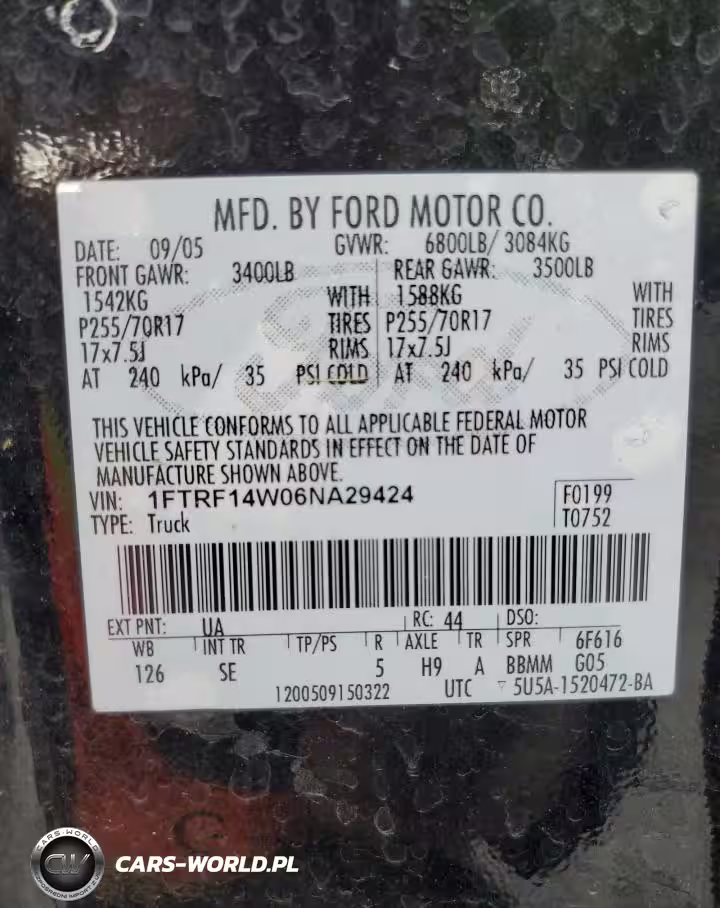 MFD. BY FORD MOTOR CO.
DATE: 09/05 GVWR: 6800LB/ 3084KG
FRONT GAWR: 3400LB REAR GAWR: 3500LB
1542KG WITH 1588KG WITH
P255/70R17 TIRES P255/70R17 TIRES
17x7.5J RIMS 17x7.5J RIMS
AT 240 kPa/ 35 PSI COLD AT 240 kPa/ 35 PSI COLD
Ford
THIS VEHICLE CONFORMS TO ALL APPLICABLE FEDERAL MOTOR
VEHICLE SAFETY STANDARDS IN EFFECT ON THE DATE OF
MANUFACTURE SHOWN ABOVE.
VIN: 1FTRF14W06NA29424 F0199
TYPE: Truck T0752
EXT PNT: UA RC: 44 DSO:
WB INT TR TP/PS R AXLE TR SPR 6F616
126 SE 5 H9 A BBMM G05
1200509150322 UTC ▽ 5U5A-1520472-BA
CARS-WORLD
CW
CARS-WORLD.PL